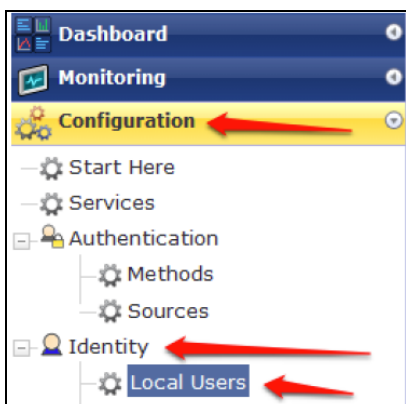 Dashboard
Monitoring
Configuration
Start Here
Services
Authentication
Methods
Sources
Identity
Local Users